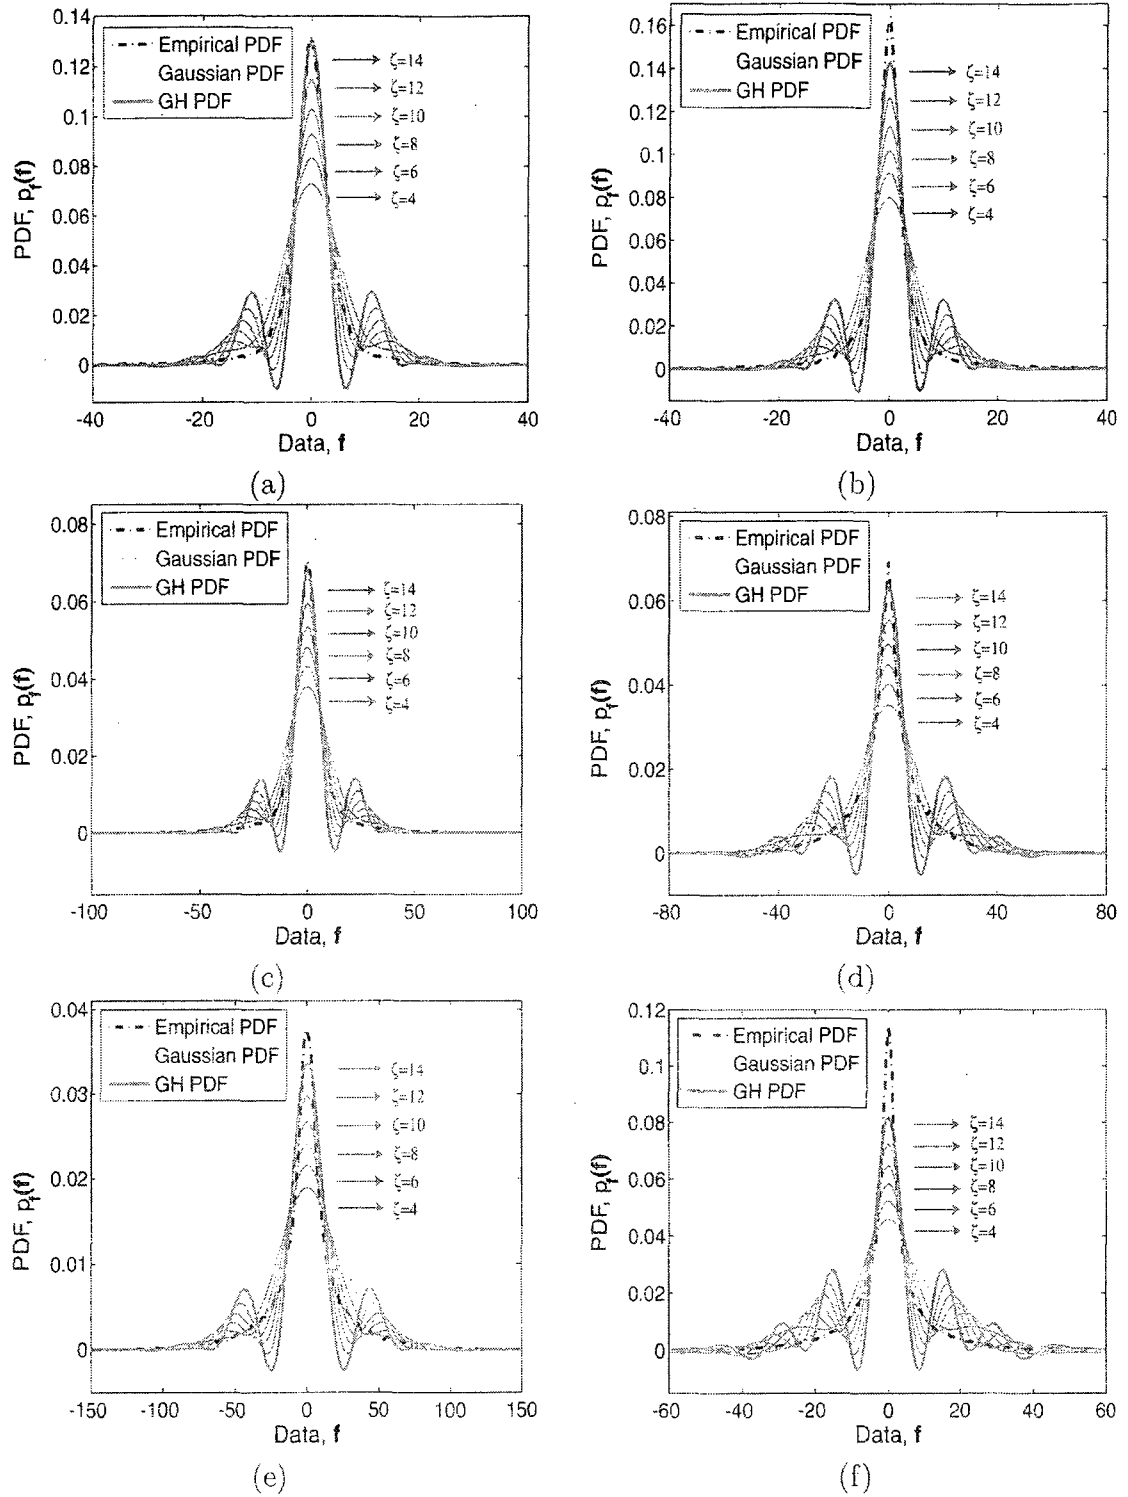 0.14
0.12
0.1
0.08
0.06
0.04
0.02
0
PDF, pf(f)
Empirical PDF
Gaussian PDF
GH PDF
ζ=14
ζ=12
ζ=10
ζ=8
ζ=6
ζ=4
-40 -20 0 20 40
Data, f
(a)
0.16
0.14
0.12
0.1
0.08
0.06
0.04
0.02
0
PDF, pf(f)
Empirical PDF
Gaussian PDF
GH PDF
ζ=14
ζ=12
ζ=10
ζ=8
ζ=6
ζ=4
-40 -20 0 20 40
Data, f
(b)
0.08
0.06
0.04
0.02
0
PDF, pf(f)
Empirical PDF
Gaussian PDF
GH PDF
ζ=14
ζ=12
ζ=10
ζ=8
ζ=6
ζ=4
-100 -50 0 50 100
Data, f
(c)
0.08
0.06
0.04
0.02
0
PDF, pf(f)
Empirical PDF
Gaussian PDF
GH PDF
ζ=14
ζ=12
ζ=10
ζ=8
ζ=6
ζ=4
-80 -40 0 40 80
Data, f
(d)
0.04
0.03
0.02
0.01
0
PDF, pf(f)
Empirical PDF
Gaussian PDF
GH PDF
ζ=14
ζ=12
ζ=10
ζ=8
ζ=6
ζ=4
-150 -100 -50 0 50 100 150
Data, f
(e)
0.12
0.1
0.08
0.06
0.04
0.02
0
PDF, pf(f)
Empirical PDF
Gaussian PDF
GH PDF
ζ=14
ζ=12
ζ=10
ζ=8
ζ=6
ζ=4
-60 -40 -20 0 20 40 60
Data, f
(f)